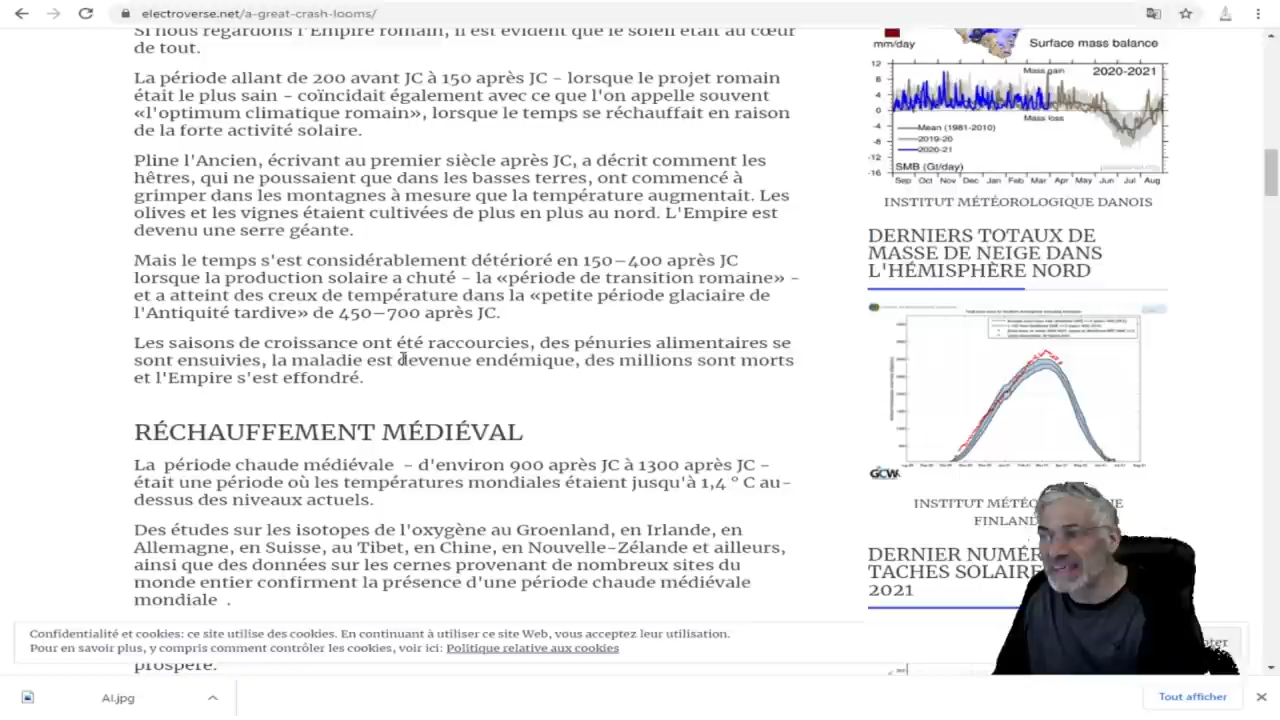 electroverse.net/a-great-crash-looms/
Si nous regardons l'Empire romain, il est évident que le soleil était au cœur
de tout.
La période allant de 200 avant JC à 150 après JC – lorsque le projet romain
était le plus sain – coïncidait également avec ce que l'on appelle souvent
«l'optimum climatique romain», lorsque le temps se réchauffait en raison
de la forte activité solaire.
Pline l'Ancien, écrivant au premier siècle après JC, a décrit comment les
hêtres, qui ne poussaient que dans les basses terres, ont commencé à
grimper dans les montagnes à mesure que la température augmentait. Les
olives et les vignes étaient cultivées de plus en plus au nord. L'Empire est
devenu une serre géante.
Mais le temps s'est considérablement détérioré en 150–400 après JC
lorsque la production solaire a chuté – la «période de transition romaine» –
et a atteint des creux de température dans la «petite période glaciaire de
l'Antiquité tardive» de 450–700 après JC.
Les saisons de croissance ont été raccourcies, des pénuries alimentaires se
sont ensuivies, la maladie est devenue endémique, des millions sont morts
et l'Empire s'est effondré.
RÉCHAUFFEMENT MÉDIÉVAL
La période chaude médiévale – d'environ 900 après JC à 1300 après JC –
était une période où les températures mondiales étaient jusqu'à 1,4 ° C au-
dessus des niveaux actuels.
Des études sur les isotopes de l'oxygène au Groenland, en Irlande, en
Allemagne, en Suisse, au Tibet, en Chine, en Nouvelle-Zélande et ailleurs,
ainsi que des données sur les cernes provenant de nombreux sites du
monde entier confirment la présence d'une période chaude médiévale
mondiale .
prospère.
mm/day
Surface mass balance
12
8
4
0
-4
-8
-12
-16
Mass gain
2020-2021
Mass loss
Mean (1981-2010)
2019-20
2020-21
SMB (Gt/day)
Sep Oct Nov Dec Jan Feb Mar Apr May Jun Jul Aug
INSTITUT MÉTÉOROLOGIQUE DANOIS
DERNIERS TOTAUX DE
MASSE DE NEIGE DANS
L'HÉMISPHÈRE NORD
GCW
INSTITUT
FINLAND
DERNIER
TACHES SOLAIRE
2021
Confidentialité et cookies: ce site utilise des cookies. En continuant à utiliser ce site Web, vous acceptez leur utilisation.
Pour en savoir plus, y compris comment contrôler les cookies, voir ici: Politique relative aux cookies
AI.jpg
Tout afficher